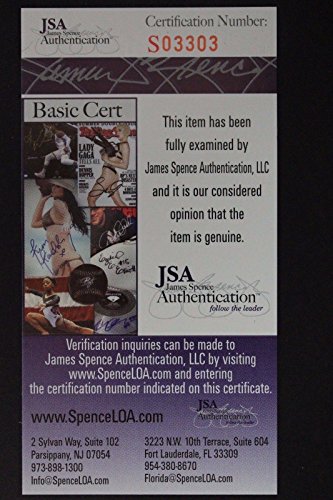 JSA
James Spence
Authentication
Certification Number:
S03303
James Spence
Basic Cert
LADY
GAGA
TELLS ALL
This item has been
fully examined by
James Spence Authentication, LLC
and it is our considered
opinion that the
item is genuine.
JSA
James Spence
Authentication
follow the leader
Verification inquiries can be made to
James Spence Authentication, LLC by visiting
www.SpenceLOA.com and entering
the certification number indicated on this certificate.
www.SpenceLOA.com
JSA
James Spence
Authentication
2 Sylvan Way, Suite 102
Parsippany, NJ 07054
973-898-1300
Info@SpenceLOA.com
3223 N.W. 10th Terrace, Suite 604
Fort Lauderdale, FL 33309
954-380-8670
Florida@SpenceLOA.com